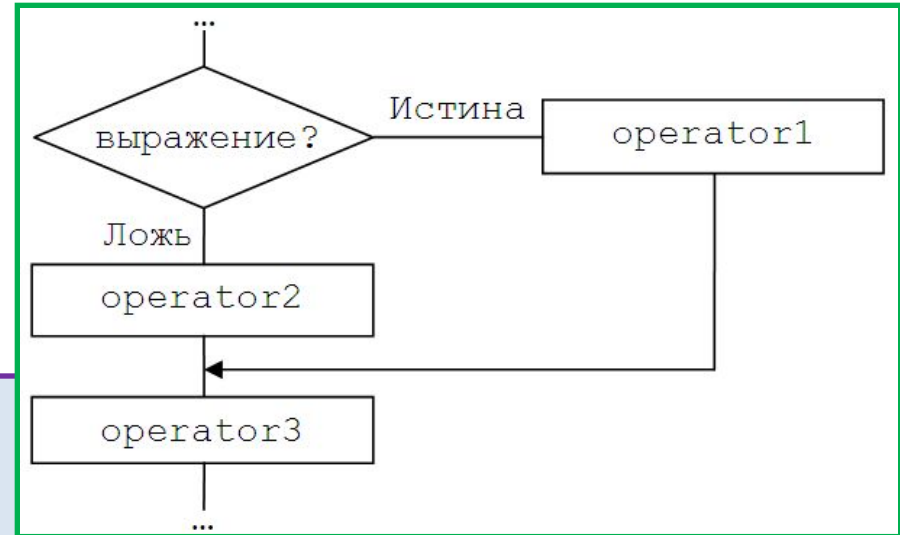 ...
выражение?
Истина
operator1
Ложь
operator2
operator3
...